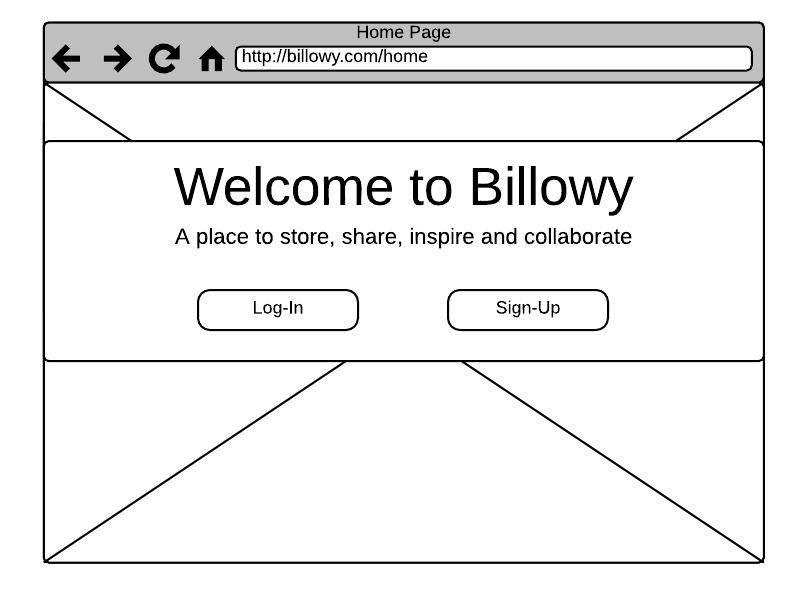 Home Page
http://billowy.com/home
Welcome to Billowy
A place to store, share, inspire and collaborate
Log-In
Sign-Up